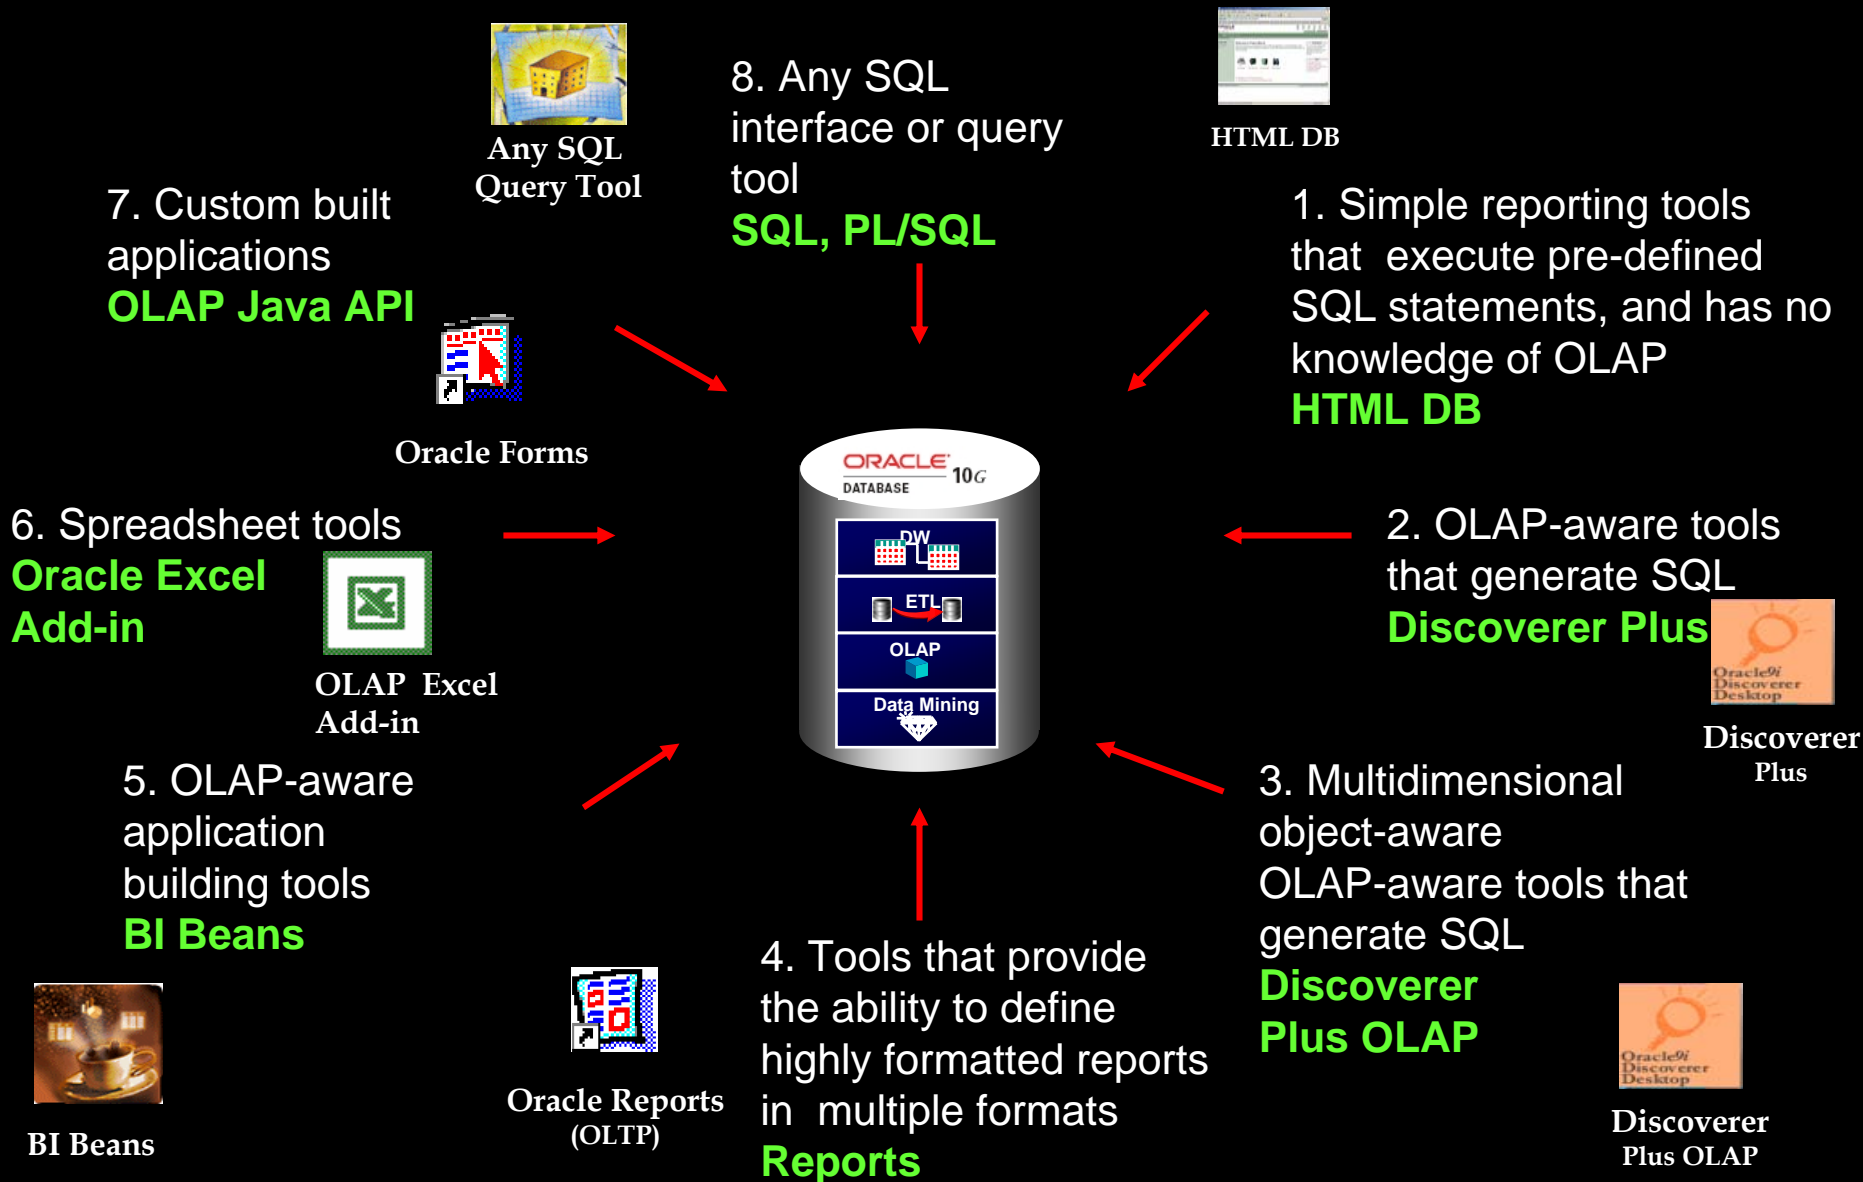 Any SQL
Query Tool
8. Any SQL
interface or query
tool
SQL, PL/SQL
HTML DB
7. Custom built
applications
OLAP Java API
Oracle Forms
1. Simple reporting tools
that execute pre-defined
SQL statements, and has no
knowledge of OLAP
HTML DB
ORACLE
DATABASE
10G
DW
ETL
OLAP
Data Mining
6. Spreadsheet tools
Oracle Excel
Add-in
OLAP Excel
Add-in
2. OLAP-aware tools
that generate SQL
Discoverer Plus
Oracle9i
Discoverer
Desktop
Discoverer
Plus
5. OLAP-aware
application
building tools
BI Beans
BI Beans
3. Multidimensional
object-aware
OLAP-aware tools that
generate SQL
Discoverer
Plus OLAP
Oracle9i
Discoverer
Desktop
Discoverer
Plus OLAP
4. Tools that provide
the ability to define
highly formatted reports
in multiple formats
Reports
Oracle Reports
(OLTP)